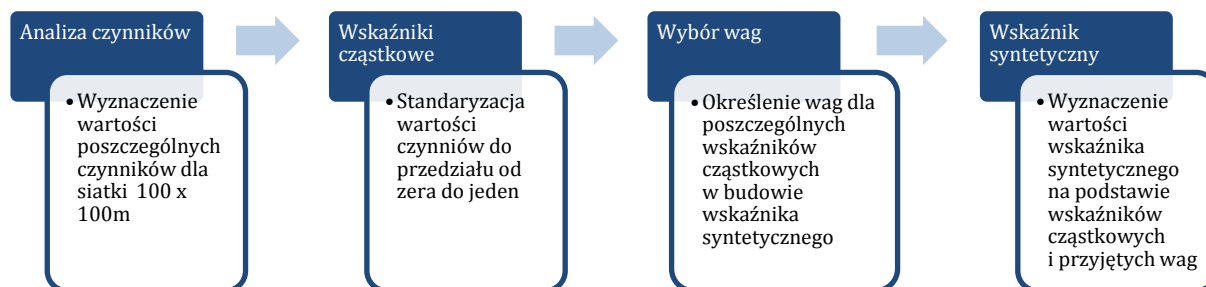 Analiza czynników
• Wyznaczenie
wartości
poszczególnych
czynników dla
siatki 100 x
100m
Wskaźniki
cząstkowe
• Standaryzacja
wartości
czynniów do
przedziału od
zera do jeden
Wybór wag
• Określenie wag dla
poszczególnych
wskaźników
cząstkowych
w budowie
wskaźnika
syntetycznego
Wskaźnik
syntetyczny
• Wyznaczenie
wartości
wskaźnika
syntetycznego
na podstawie
wskaźników
cząstkowych
i przyjętych wag